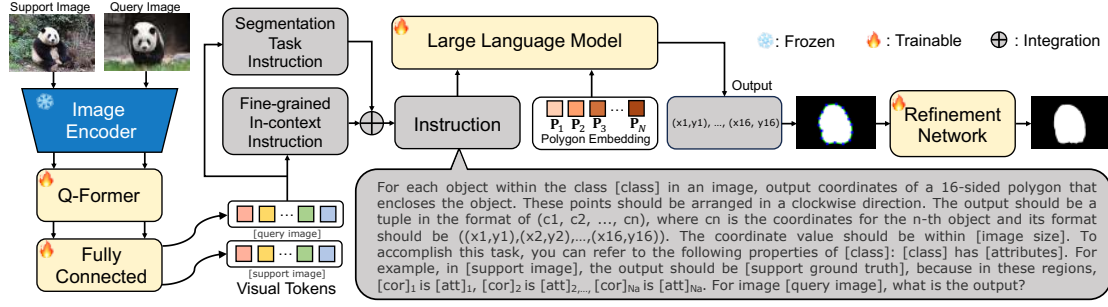 Support Image
Query Image
Image
Encoder
Q-Former
Fully
Connected
Segmentation
Task
Instruction
Fine-grained
In-context
Instruction
[query image]
[support image]
Visual Tokens
Instruction
Large Language Model
P1 P2 P3 ... PN
Polygon Embedding
Output
(x1,y1), ..., (x16, y16)
Refinement
Network
: Frozen
: Trainable
: Integration
For each object within the class [class] in an image, output coordinates of a 16-sided polygon that
encloses the object. These points should be arranged in a clockwise direction. The output should be a
tuple in the format of (c1, c2, ..., cn), where cn is the coordinates for the n-th object and its format
should be ((x1,y1),(x2,y2),...,(x16,y16)). The coordinate value should be within [image size]. To
accomplish this task, you can refer to the following properties of [class]: [class] has [attributes]. For
example, in [support image], the output should be [support ground truth], because in these regions,
[cor]1 is [att]1, [cor]2 is [att]2,..., [cor]Na is [att]Na. For image [query image], what is the output?